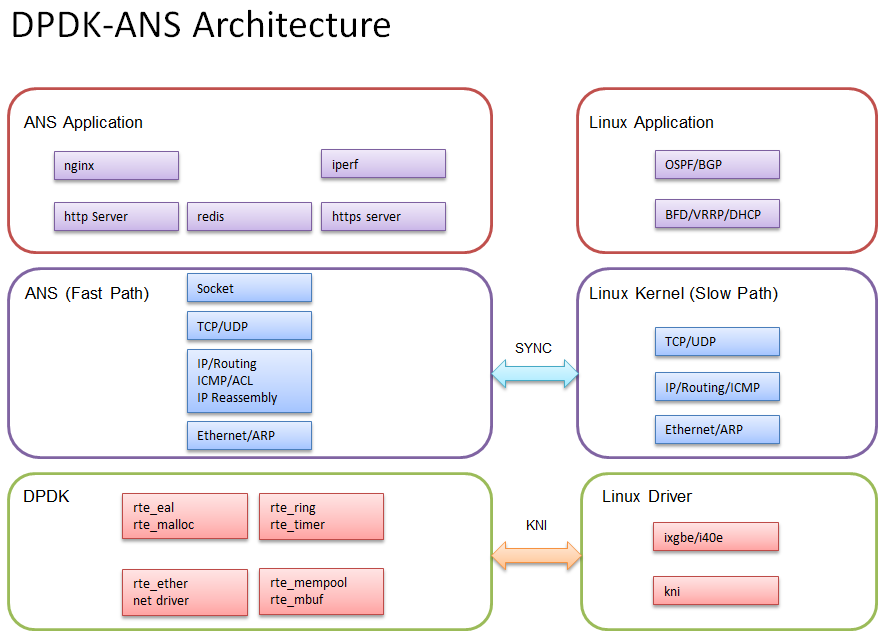 DPDK-ANS Architecture
ANS Application
nginx
iperf
http Server
redis
https server
Linux Application
OSPF/BGP
BFD/VRRP/DHCP
ANS (Fast Path)
Socket
TCP/UDP
IP/Routing
ICMP/ACL
IP Reassembly
Ethernet/ARP
SYNC
Linux Kernel (Slow Path)
TCP/UDP
IP/Routing/ICMP
Ethernet/ARP
DPDK
rte_eal
rte_malloc
rte_ring
rte_timer
rte_ether
net driver
rte_mempool
rte_mbuf
KNI
Linux Driver
ixgbe/i40e
kni